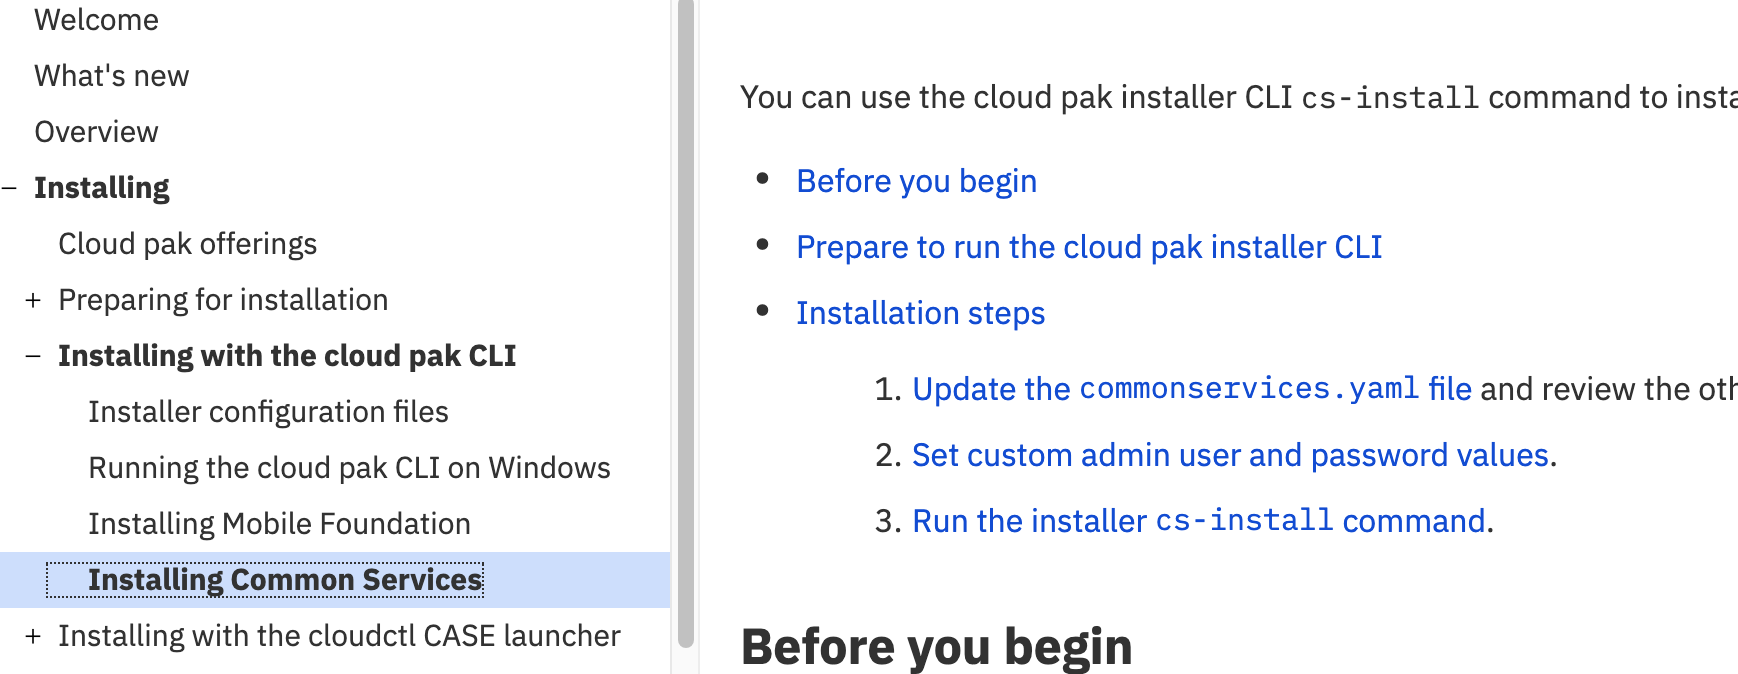 Welcome
What's new
Overview
– Installing
Cloud pak offerings
+ Preparing for installation
– Installing with the cloud pak CLI
Installer configuration files
Running the cloud pak CLI on Windows
Installing Mobile Foundation
Installing Common Services
+ Installing with the cloudctl CASE launcher
You can use the cloud pak installer CLI cs-install command to insta
• Before you begin
• Prepare to run the cloud pak installer CLI
• Installation steps
1. Update the commonservices.yaml file and review the oth
2. Set custom admin user and password values.
3. Run the installer cs-install command.
Before you begin